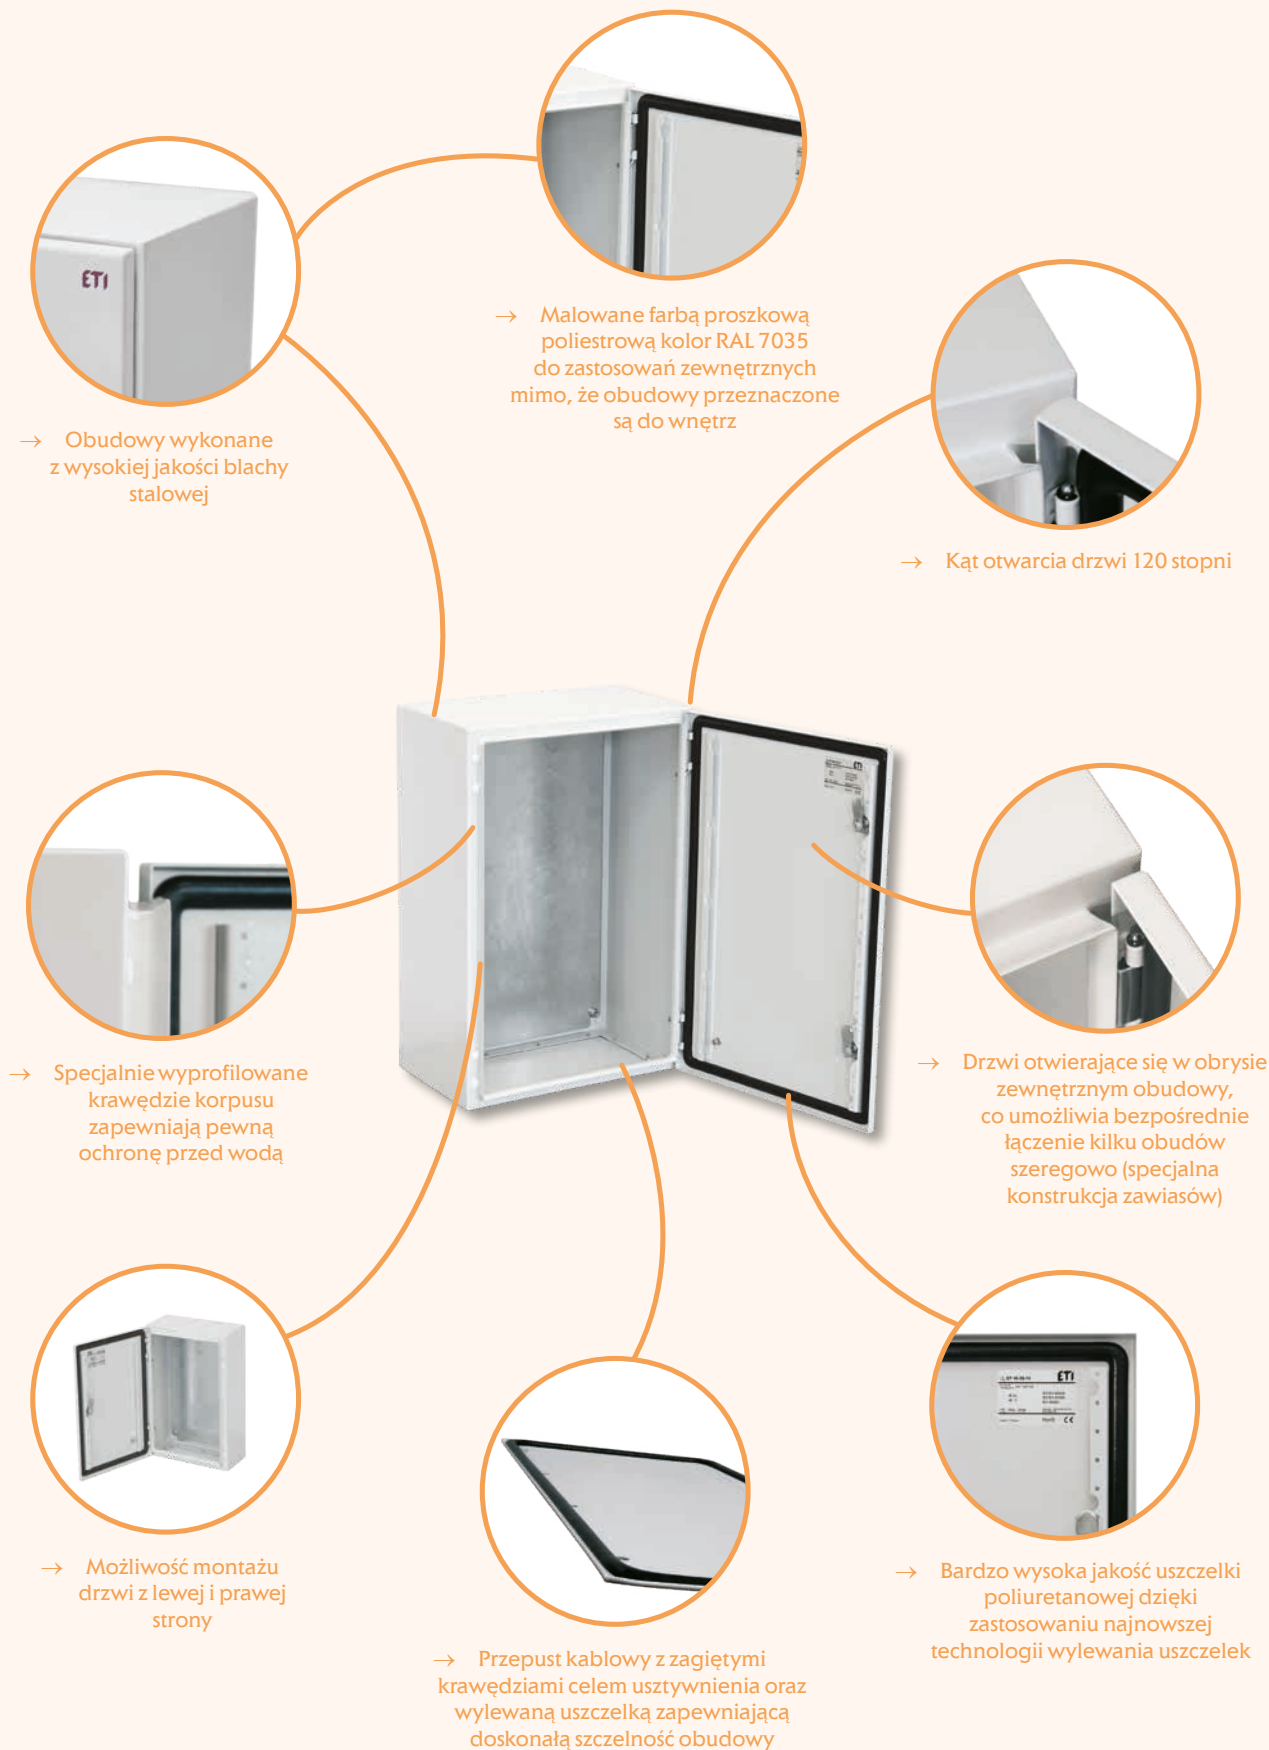 ETI
→ Malowane farbą proszkową
poliestrową kolor RAL 7035
do zastosowań zewnętrznych
mimo, że obudowy przeznaczone
są do wnętrz
→ Obudowy wykonane
z wysokiej jakości blachy
stalowej
→ Kąt otwarcia drzwi 120 stopni
ETI
→ Specjalnie wyprofilowane
krawędzie korpusu
zapewniają pewną
ochronę przed wodą
→ Drzwi otwierające się w obrysie
zewnętrznym obudowy,
co umożliwia bezpośrednie
łączenie kilku obudów
szeregowo (specjalna
konstrukcja zawiasów)
ETI
CE
→ Możliwość montażu
drzwi z lewej i prawej
strony
→ Bardzo wysoka jakość uszczelki
poliuretanowej dzięki
zastosowaniu najnowszej
technologii wylewania uszczelek
→ Przepust kablowy z zagiętymi
krawędziami celem usztywnienia oraz
wylewaną uszczelką zapewniającą
doskonałą szczelność obudowy